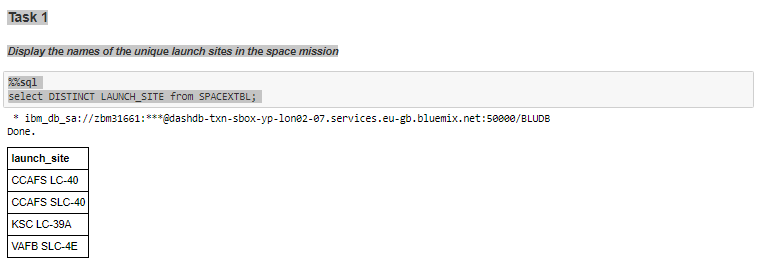 Task 1
Display the names of the unique launch sites in the space mission
%%sql
select DISTINCT LAUNCH_SITE from SPACEXTBL;
* ibm_db_sa://zbm31661:***@dashdb-txn-sbox-yp-lon02-07.services.eu-gb.bluemix.net:50000/BLUDB
Done.
launch_site
CCAFS LC-40
CCAFS SLC-40
KSC LC-39A
VAFB SLC-4E